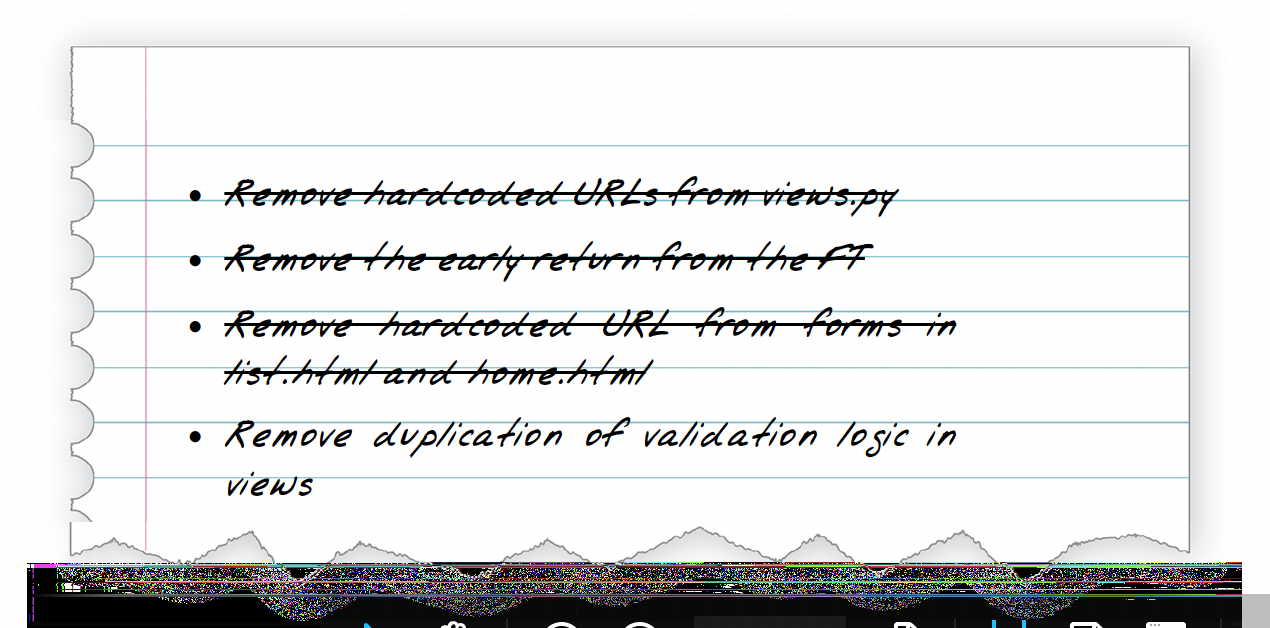 • Remove hardcoded URLs from views.py
• Remove the early return from the FT
• Remove hardcoded URL from forms in
list.html and home.html
• Remove duplication of validation logic in
views